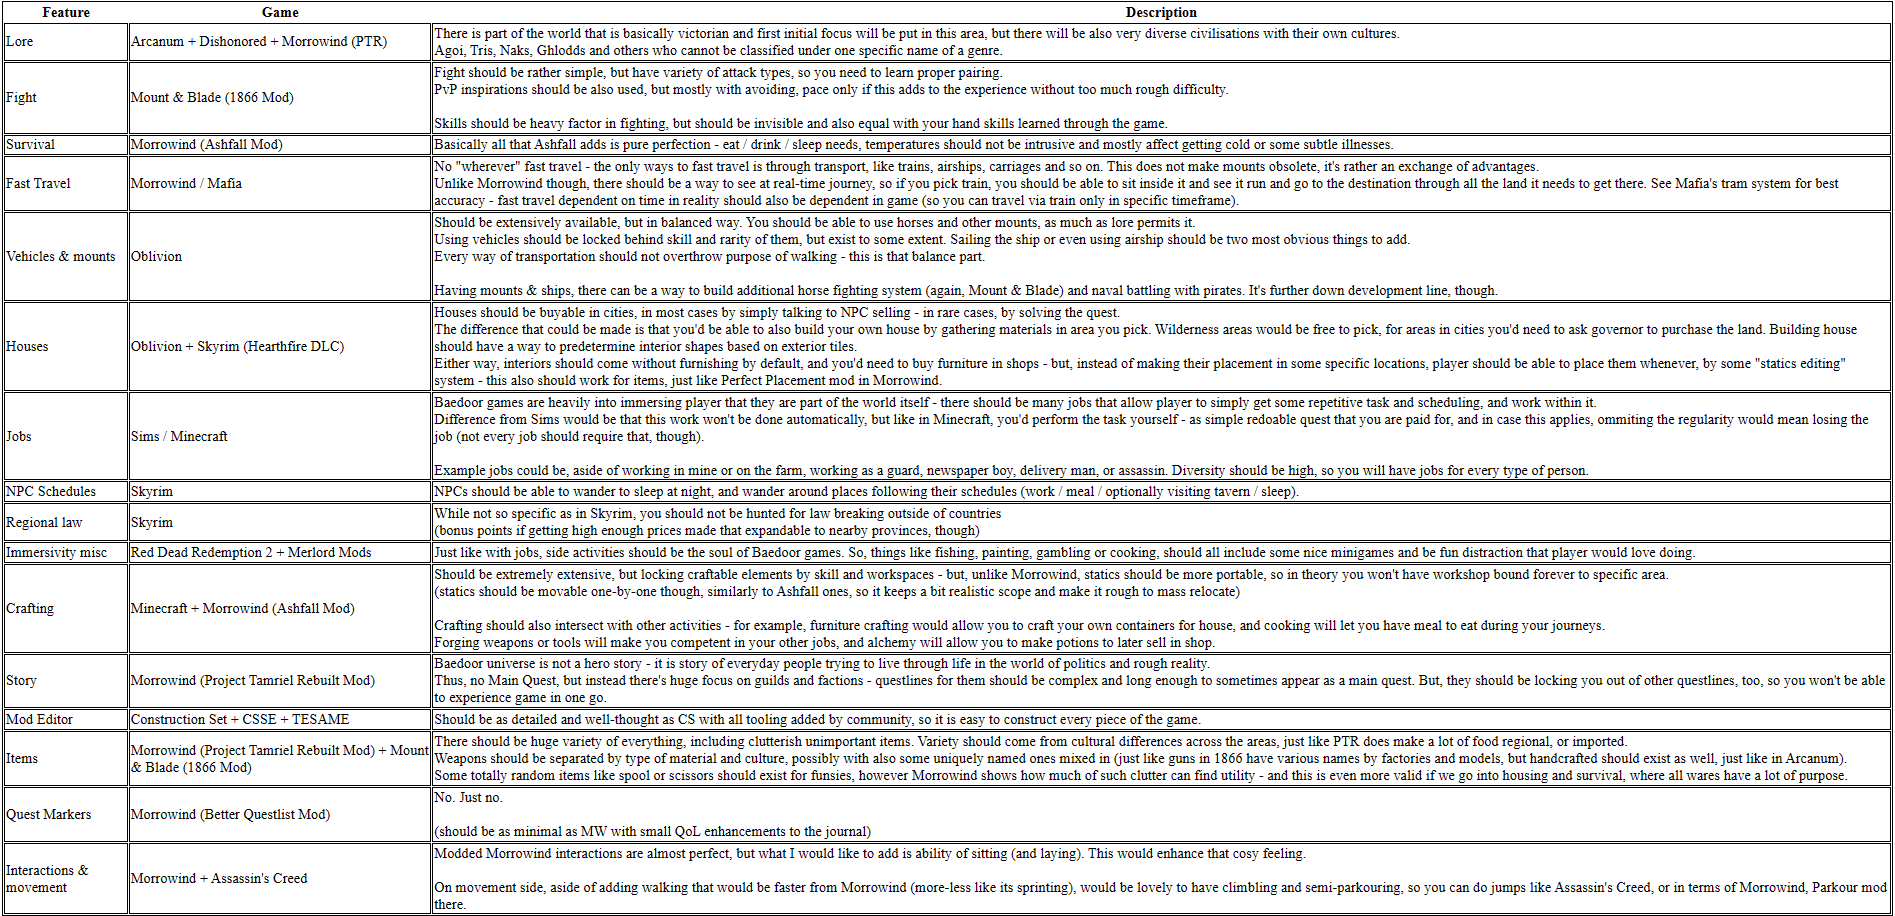 Feature Game Description
Lore
Arcanum + Dishonored + Morrowind (PTR)
There is part of the world that is basically victorian and first initial focus will be put in this area, but there will be also very diverse civilisations with their own cultures.
Agoi, Tris, Naks, Ghlodds and others who cannot be classified under one specific name of a genre.
Fight
Mount & Blade (1866 Mod)
Fight should be rather simple, but have variety of attack types, so you need to learn proper pairing.
PvP inspirations should be also used, but mostly with avoiding, pace only if this adds to the experience without too much rough difficulty.
Skills should be heavy factor in fighting, but should be invisible and also equal with your hand skills learned through the game.
Survival
Morrowind (Ashfall Mod)
Basically all that Ashfall adds is pure perfection - eat / drink / sleep needs, temperatures should not be intrusive and mostly affect getting cold or some subtle illnesses.
Fast Travel
Morrowind / Mafia
No "wherever" fast travel - the only ways to fast travel is through transport, like trains, airships, carriages and so on. This does not make mounts obsolete, it's rather an exchange of advantages.
Unlike Morrowind though, there should be a way to see at real-time journey, so if you pick train, you should be able to sit inside it and see it run and go to the destination through all the land it needs to get there. See Mafia's tram system for best
accuracy - fast travel dependent on time in reality should also be dependent in game (so you can travel via train only in specific timeframe).
Vehicles & mounts
Oblivion
Should be extensively available, but in balanced way. You should be able to use horses and other mounts, as much as lore permits it.
Using vehicles should be locked behind skill and rarity of them, but exist to some extent. Sailing the ship or even using airship should be two most obvious things to add.
Every way of transportation should not overthrow purpose of walking - this is that balance part.
Having mounts & ships, there can be a way to build additional horse fighting system (again, Mount & Blade) and naval battling with pirates. It's further down development line, though.
Houses
Oblivion + Skyrim (Hearthfire DLC)
Houses should be buyable in cities, in most cases by simply talking to NPC selling - in rare cases, by solving the quest.
The difference that could be made is that you'd be able to also build your own house by gathering materials in area you pick. Wilderness areas would be free to pick, for areas in cities you'd need to ask governor to purchase the land. Building house
should have a way to predetermine interior shapes based on exterior tiles.
Either way, interiors should come without furnishing by default, and you'd need to buy furniture in shops - but, instead of making their placement in some specific locations, player should be able to place them whenever, by some "statics editing"
system - this also should work for items, just like Perfect Placement mod in Morrowind.
Jobs
Sims / Minecraft
Baedoor games are heavily into immersing player that they are part of the world itself - there should be many jobs that allow player to simply get some repetitive task and scheduling, and work within it.
Difference from Sims would be that this work won't be done automatically, but like in Minecraft, you'd perform the task yourself - as simple redoable quest that you are paid for, and in case this applies, ommiting the regularity would mean losing the
job (not every job should require that, though).
Example jobs could be, aside of working in mine or on the farm, working as a guard, newspaper boy, delivery man, or assassin. Diversity should be high, so you will have jobs for every type of person.
NPC Schedules
Skyrim
NPCs should be able to wander to sleep at night, and wander around places following their schedules (work / meal / optionally visiting tavern / sleep).
Regional law
Skyrim
While not so specific as in Skyrim, you should not be hunted for law breaking outside of countries
(bonus points if getting high enough prices made that expandable to nearby provinces, though)
Immersivity misc
Red Dead Redemption 2 + Merlord Mods
Just like with jobs, side activities should be the soul of Baedoor games. So, things like fishing, painting, gambling or cooking, should all include some nice minigames and be fun distraction that player would love doing.
Crafting
Minecraft + Morrowind (Ashfall Mod)
Should be extremely extensive, but locking craftable elements by skill and workspaces - but, unlike Morrowind, statics should be more portable, so in theory you won't have workshop bound forever to specific area.
(statics should be movable one-by-one though, similarly to Ashfall ones, so it keeps a bit realistic scope and make it rough to mass relocate)
Crafting should also intersect with other activities - for example, furniture crafting would allow you to craft your own containers for house, and cooking will let you have meal to eat during your journeys.
Forging weapons or tools will make you competent in your other jobs, and alchemy will allow you to make potions to later sell in shop.
Story
Morrowind (Project Tamriel Rebuilt Mod)
Baedoor universe is not a hero story - it is story of everyday people trying to live through life in the world of politics and rough reality.
Thus, no Main Quest, but instead there's huge focus on guilds and factions - questlines for them should be complex and long enough to sometimes appear as a main quest. But, they should be locking you out of other questlines, too, so you won't be able
to experience game in one go.
Mod Editor
Construction Set + CSSE + TESAME
Should be as detailed and well-thought as CS with all tooling added by community, so it is easy to construct every piece of the game.
Items
Morrowind (Project Tamriel Rebuilt Mod) + Mount
& Blade (1866 Mod)
There should be huge variety of everything, including clutterish unimportant items. Variety should come from cultural differences across the areas, just like PTR does make a lot of food regional, or imported.
Weapons should be separated by type of material and culture, possibly with also some uniquely named ones mixed in (just like guns in 1866 have various names by factories and models, but handcrafted should exist as well, just like in Arcanum).
Some totally random items like spool or scissors should exist for funsies, however Morrowind shows how much of such clutter can find utility - and this is even more valid if we go into housing and survival, where all wares have a lot of purpose.
Quest Markers
Morrowind (Better Questlist Mod)
No. Just no.
(should be as minimal as MW with small QoL enhancements to the journal)
Interactions &
movement
Morrowind + Assassin's Creed
Modded Morrowind interactions are almost perfect, but what I would like to add is ability of sitting (and laying). This would enhance that cosy feeling.
On movement side, aside of adding walking that would be faster from Morrowind (more-less like its sprinting), would be lovely to have climbling and semi-parkouring, so you can do jumps like Assassin's Creed, or in terms of Morrowind, Parkour mod
there.